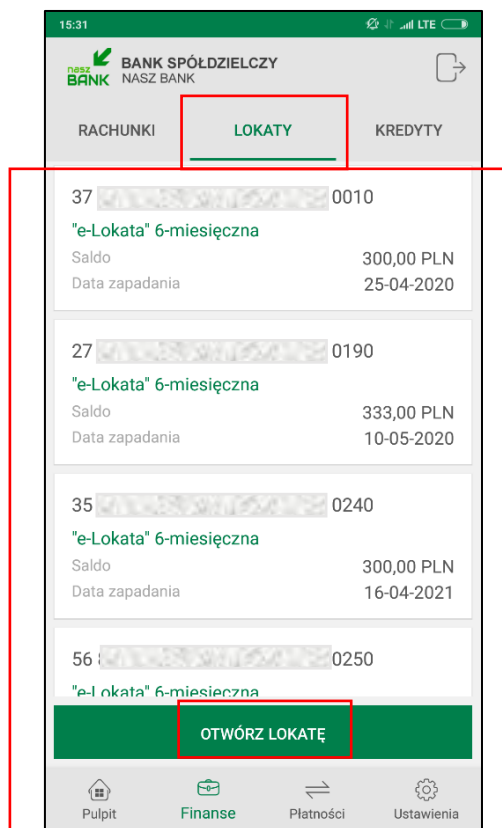 15:31 LTE
nasz BANK BANK SPÓŁDZIELCZY
NASZ BANK
RACHUNKI LOKATY KREDYTY
37 0010
"e-Lokata" 6-miesięczna
Saldo 300,00 PLN
Data zapadania 25-04-2020
27 0190
"e-Lokata" 6-miesięczna
Saldo 333,00 PLN
Data zapadania 10-05-2020
35 0240
"e-Lokata" 6-miesięczna
Saldo 300,00 PLN
Data zapadania 16-04-2021
56 0250
"e-Lokata" 6-miesięczna
OTWÓRZ LOKATĘ
Pulpit Finanse Płatności Ustawienia